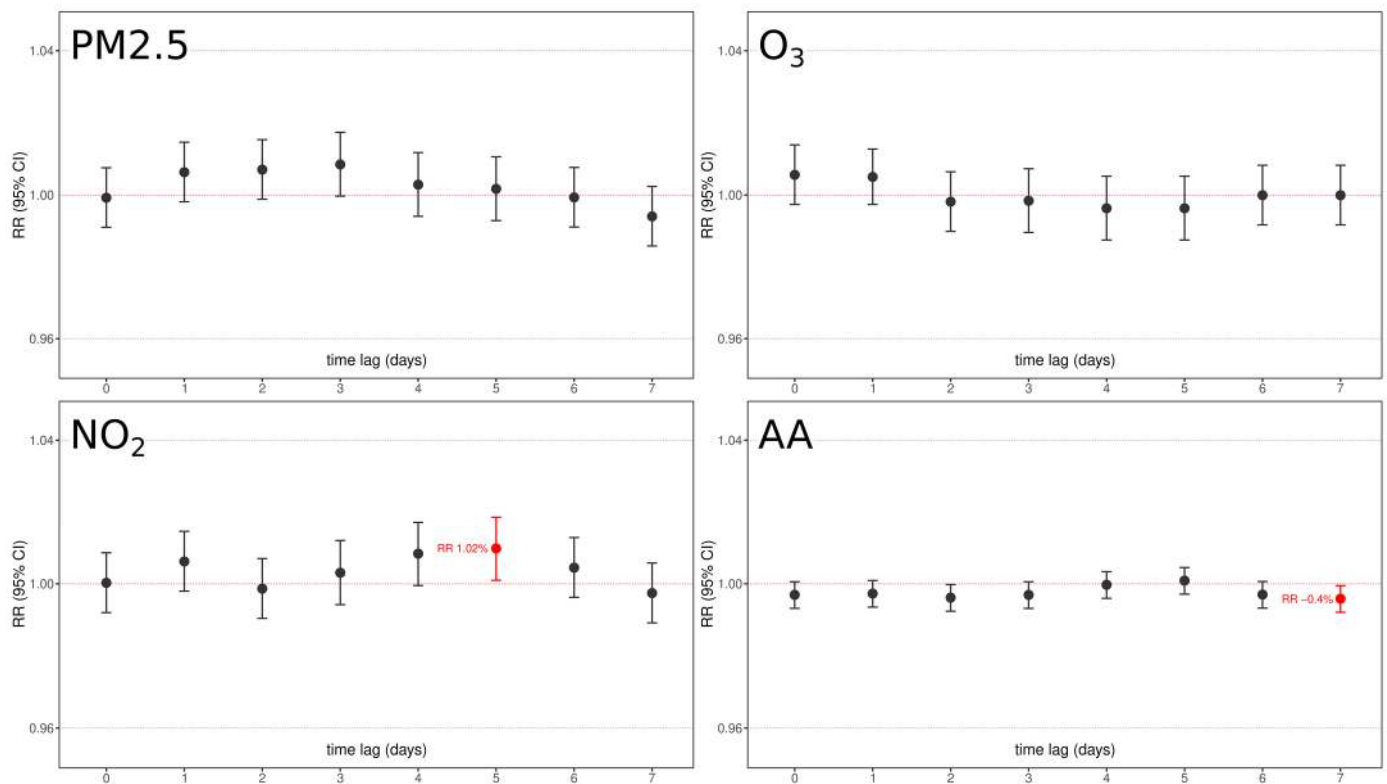 PM2.5
1.04
1.00
0.96
RR (95% CI)
time lag (days)
0 1 2 3 4 5 6 7
O₃
1.04
1.00
0.96
RR (95% CI)
time lag (days)
0 1 2 3 4 5 6 7
NO₂
1.04
1.00
0.96
RR (95% CI)
RR 1.02%
time lag (days)
0 1 2 3 4 5 6 7
AA
1.04
1.00
0.96
RR (95% CI)
RR −0.4%
time lag (days)
0 1 2 3 4 5 6 7